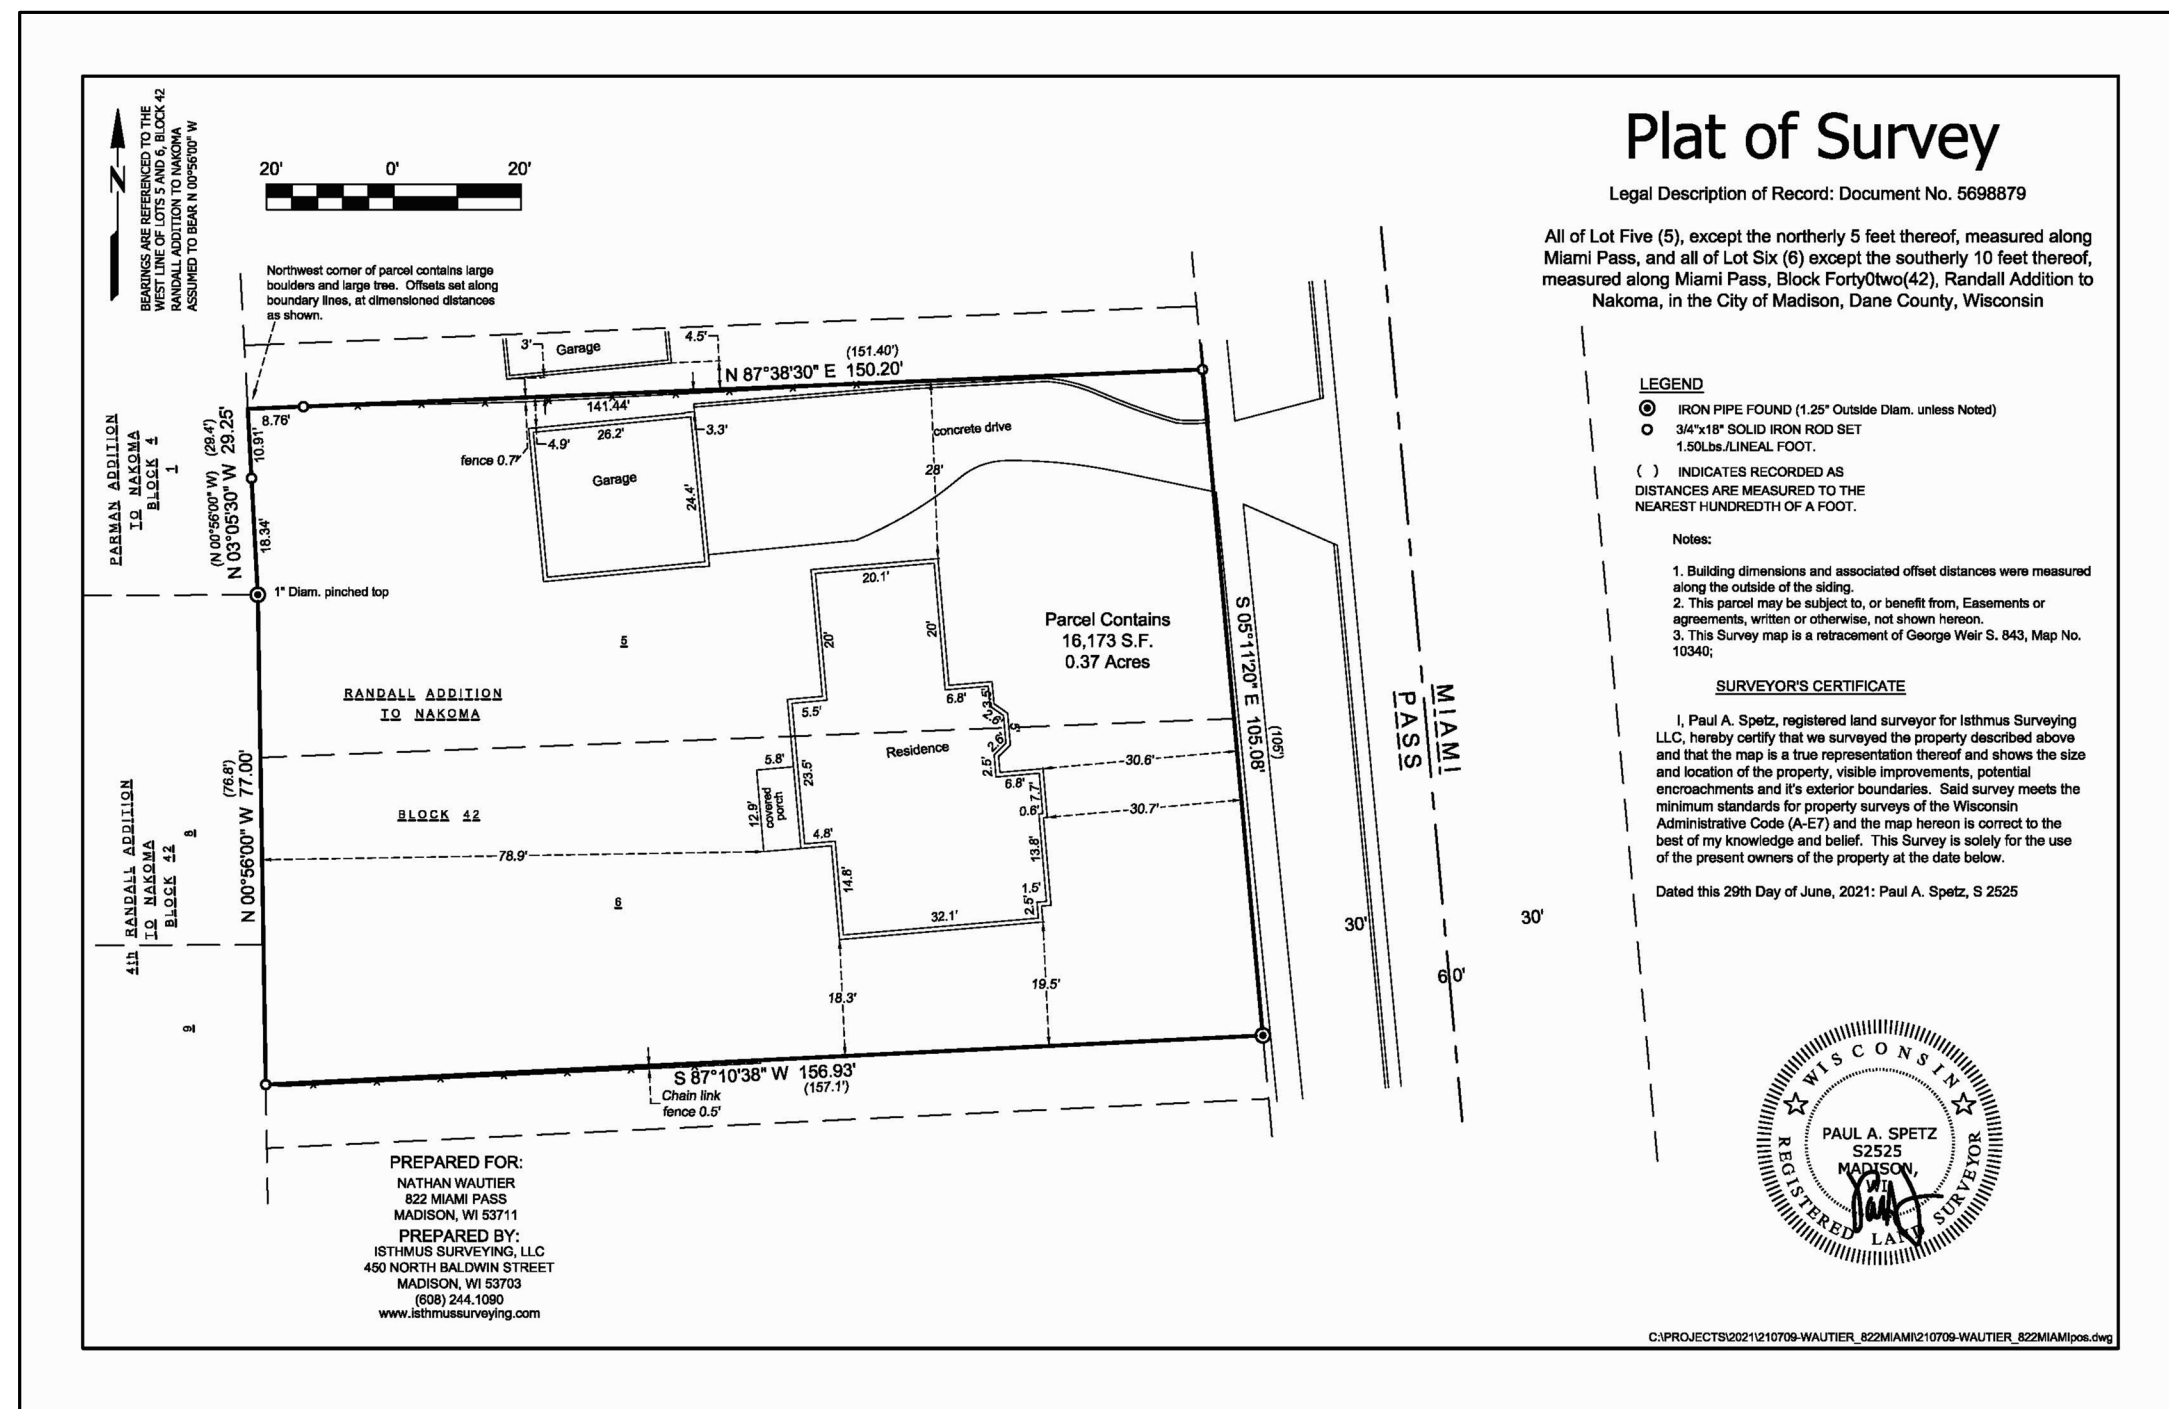 BEARINGS ARE REFERENCED TO THE
WEST LINE OF LOTS 5 AND 6, BLOCK 42
RANDALL ADDITION TO NAKOMA
ASSUMED TO BEAR N 00°56'00" W
N
20' 0' 20'
Northwest corner of parcel contains large
boulders and large tree. Offsets set along
boundary lines, at dimensioned distances
as shown.
Plat of Survey
Legal Description of Record: Document No. 5698879
All of Lot Five (5), except the northerly 5 feet thereof, measured along
Miami Pass, and all of Lot Six (6) except the southerly 10 feet thereof,
measured along Miami Pass, Block Forty0two(42), Randall Addition to
Nakoma, in the City of Madison, Dane County, Wisconsin
LEGEND
IRON PIPE FOUND (1.25" Outside Diam. unless Noted)
3/4"x18" SOLID IRON ROD SET
1.50Lbs./LINEAL FOOT.
( ) INDICATES RECORDED AS
DISTANCES ARE MEASURED TO THE
NEAREST HUNDREDTH OF A FOOT.
Notes:
1. Building dimensions and associated offset distances were measured
along the outside of the siding.
2. This parcel may be subject to, or benefit from, Easements or
agreements, written or otherwise, not shown hereon.
3. This Survey map is a retracement of George Weir S. 843, Map No.
10340;
SURVEYOR'S CERTIFICATE
I, Paul A. Spetz, registered land surveyor for Isthmus Surveying
LLC, hereby certify that we surveyed the property described above
and that the map is a true representation thereof and shows the size
and location of the property, visible improvements, potential
encroachments and it's exterior boundaries. Said survey meets the
minimum standards for property surveys of the Wisconsin
Administrative Code (A-E7) and the map hereon is correct to the
best of my knowledge and belief. This Survey is solely for the use
of the present owners of the property at the date below.
Dated this 29th Day of June, 2021: Paul A. Spetz, S 2525
3'
Garage
4.5'
(151.40')
N 87°38'30" E 150.20'
8.76'
141.44'
26.2'
4.9'
3.3'
fence 0.7'
Garage
24.4'
concrete drive
28'
PARMAN ADDITION
TO NAKOMA
BLOCK 4
1
(N 00°56'00" W) (29.4')
N 03°05'30" W 29.25'
10.91'
18.34'
1" Diam. pinched top
5
RANDALL ADDITION
TO NAKOMA
BLOCK 42
6
20.1'
20'
20'
6.8'
3.5'
2.6'
5'
2.6'
2.5'
6.8'
5.5'
Residence
5.8'
23.5'
12.9'
covered
porch
4.8'
14.8'
78.9'
7.7'
0.6'
13.8'
1.5'
2.5'
32.1'
30.6'
30.7'
18.3'
19.5'
Parcel Contains
16,173 S.F.
0.37 Acres
S 05°11'20" E 105.08'
(105')
MIAMI
PASS
30'
30'
60'
(76.8')
N 00°56'00" W 77.00'
4th RANDALL ADDITION
TO NAKOMA
BLOCK 42
8
9
S 87°10'38" W 156.93'
(157.1')
Chain link
fence 0.5'
PREPARED FOR:
NATHAN WAUTIER
822 MIAMI PASS
MADISON, WI 53711
PREPARED BY:
ISTHMUS SURVEYING, LLC
450 NORTH BALDWIN STREET
MADISON, WI 53703
(608) 244.1090
www.isthmussurveying.com
WISCONSIN
PAUL A. SPETZ
S2525
MADISON,
WI
REGISTERED LAND SURVEYOR
C:\PROJECTS\2021\210709-WAUTIER_822MIAMI\210709-WAUTIER_822MIAMIpos.dwg